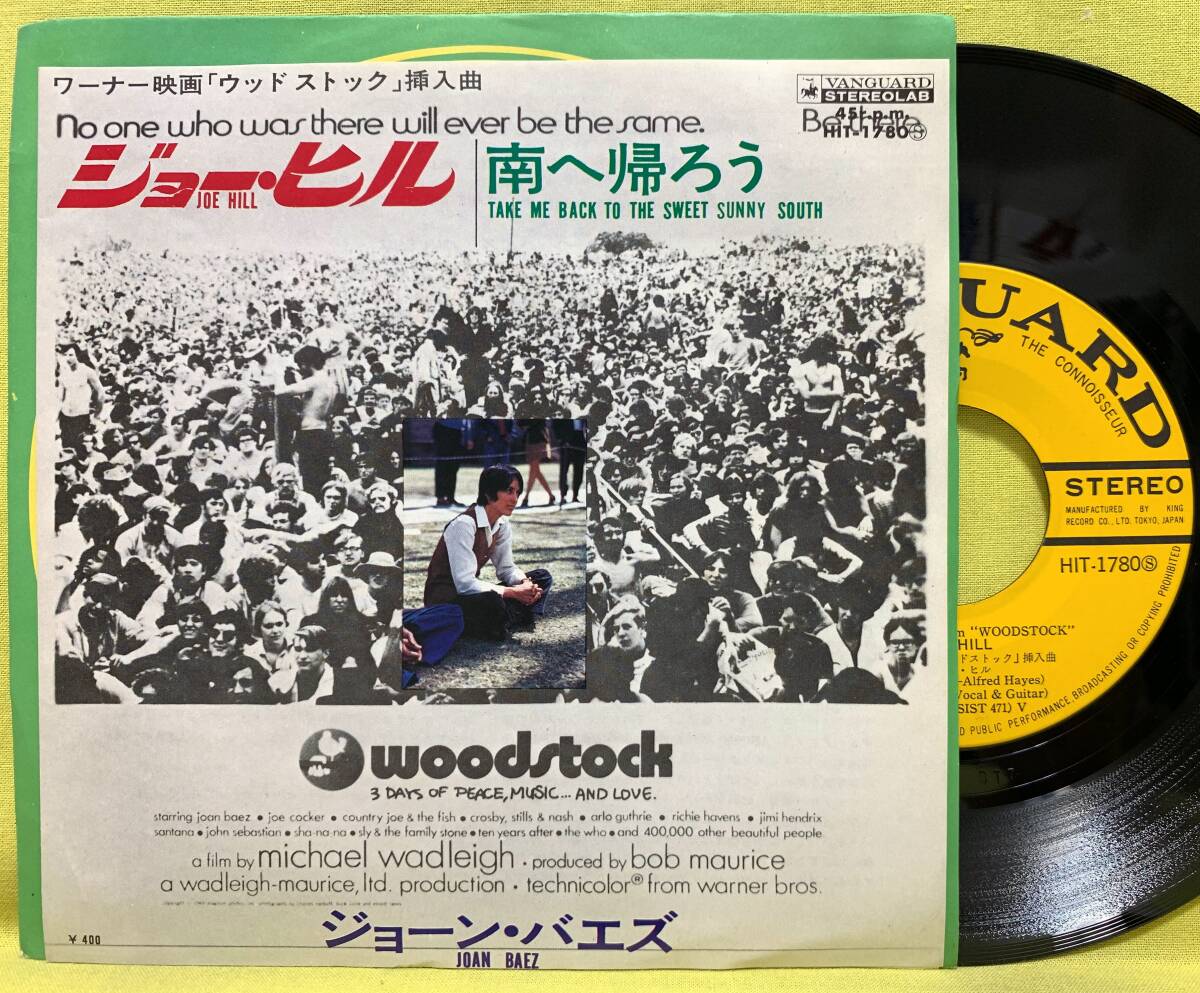 ワーナー映画「ウッド ストック」挿入曲
VANGUARD
STEREOLAB
45r.p.m.
HIT-1780Ⓢ
No one who was there will ever be the same.
Be there.
ジョー・ヒル
JOE HILL
南へ帰ろう
TAKE ME BACK TO THE SWEET SUNNY SOUTH
woodstock
3 DAYS OF PEACE, MUSIC... AND LOVE.
starring joan baez • joe cocker • country joe & the fish • crosby, stills & nash • arlo guthrie • richie havens • jimi hendrix
santana • john sebastian • sha-na-na • sly & the family stone • ten years after • the who • and 400,000 other beautiful people
a film by michael wadleigh • produced by bob maurice
a wadleigh-maurice, ltd. production • technicolor® from warner bros.
¥ 400
ジョーン・バエズ
JOAN BAEZ
UARD
THE CONNOISSEUR
STEREO
MANUFACTURED BY KING
RECORD CO., LTD. TOKYO, JAPAN
HIT-1780Ⓢ
"WOODSTOCK"
HILL
ドストック」挿入曲
・ヒル
-Alfred Hayes)
Vocal & Guitar)
SIST 471) V
D PUBLIC PERFORMANCE, BROADCASTING OR COPYING PROHIBITED